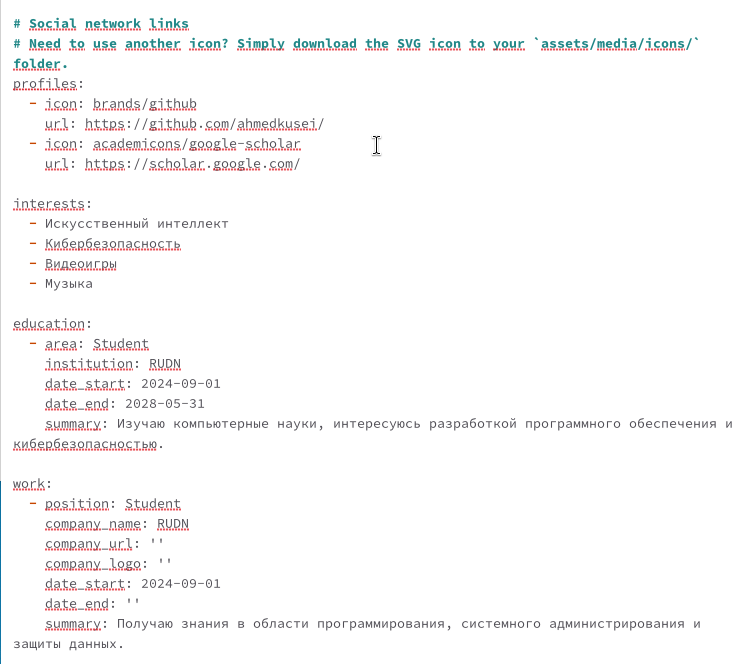 # Social network links
# Need to use another icon? Simply download the SVG icon to your `assets/media/icons/`
folder.
profiles:
  - icon: brands/github
    url: https://github.com/ahmedkusei/
  - icon: academicons/google-scholar
    url: https://scholar.google.com/

interests:
  - Искусственный интеллект
  - Кибербезопасность
  - Видеоигры
  - Музыка

education:
  - area: Student
    institution: RUDN
    date_start: 2024-09-01
    date_end: 2028-05-31
    summary: Изучаю компьютерные науки, интересуюсь разработкой программного обеспечения и
кибербезопасностью.

work:
  - position: Student
    company_name: RUDN
    company_url: ''
    company_logo: ''
    date_start: 2024-09-01
    date_end: ''
    summary: Получаю знания в области программирования, системного администрирования и
защиты данных.